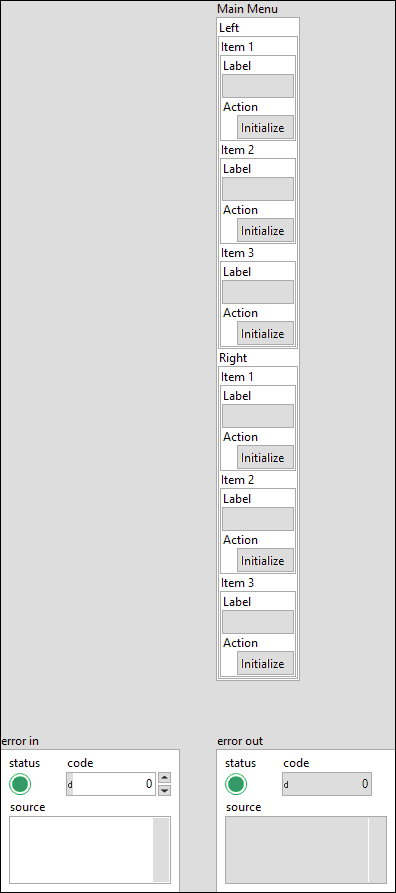 Main Menu
Left
Item 1
Label
Action
Initialize
Item 2
Label
Action
Initialize
Item 3
Label
Action
Initialize
Right
Item 1
Label
Action
Initialize
Item 2
Label
Action
Initialize
Item 3
Label
Action
Initialize
error in
status code
d 0
source
error out
status code
d 0
source